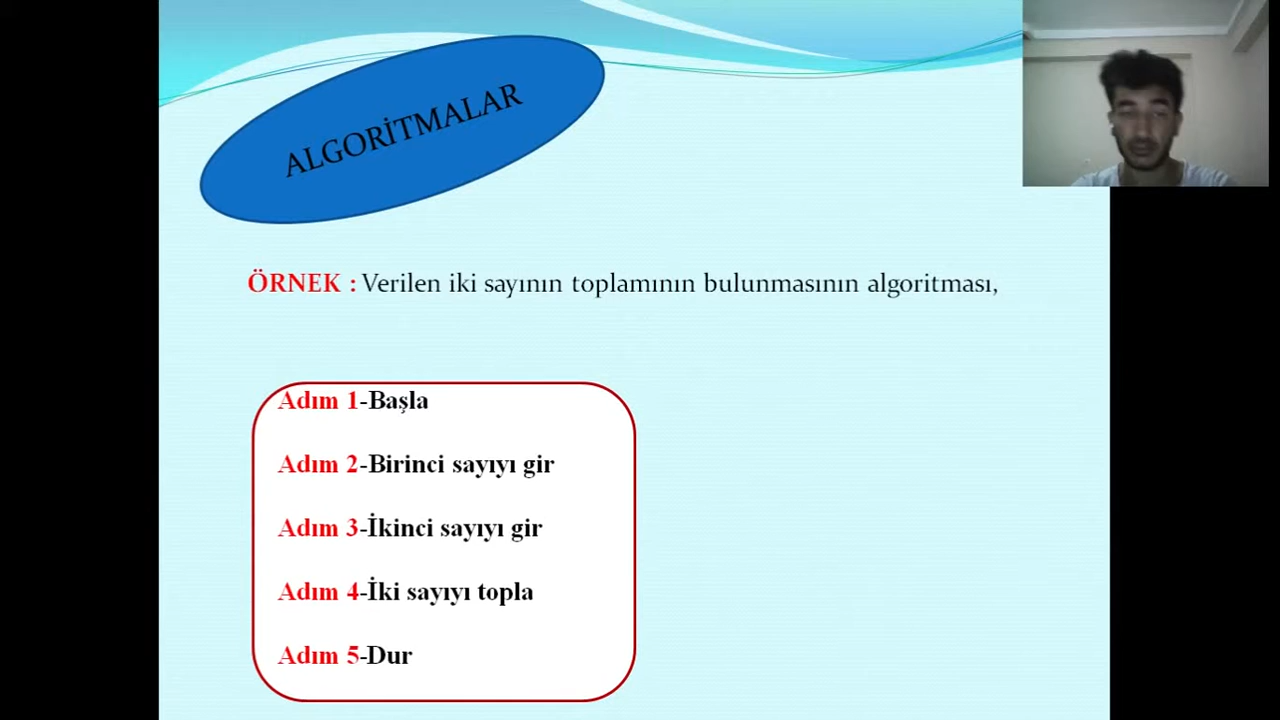 ALGORİTMALAR
ÖRNEK : Verilen iki sayının toplamının bulunmasının algoritması,
Adım 1-Başla
Adım 2-Birinci sayıyı gir
Adım 3-İkinci sayıyı gir
Adım 4-İki sayıyı topla
Adım 5-Dur